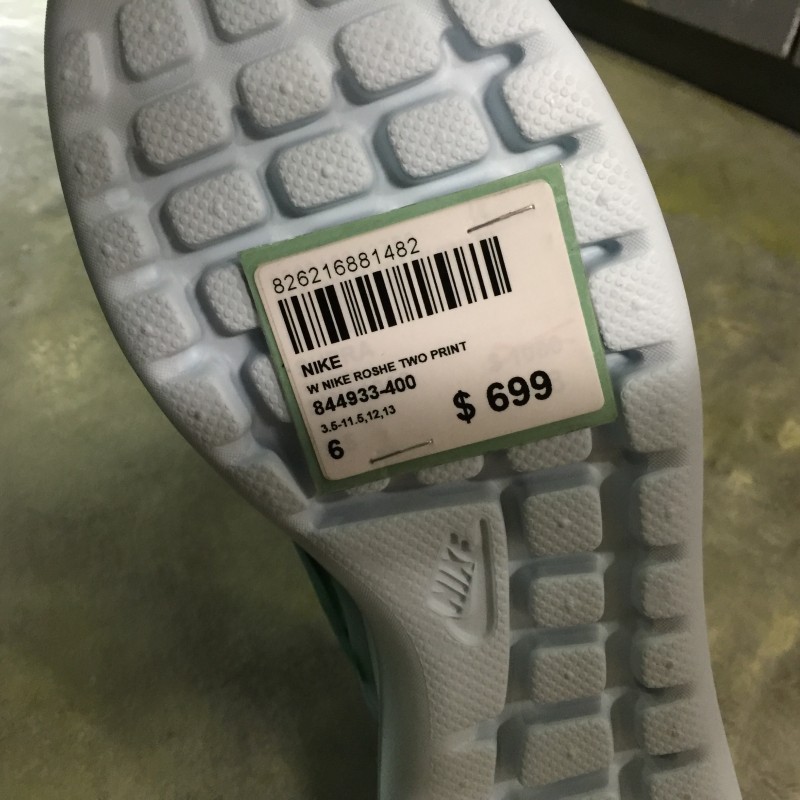 826216881482
NIKE
W NIKE ROSHE TWO PRINT
844933-400
3.5-11.5,12,13
6
$ 699
NIKE